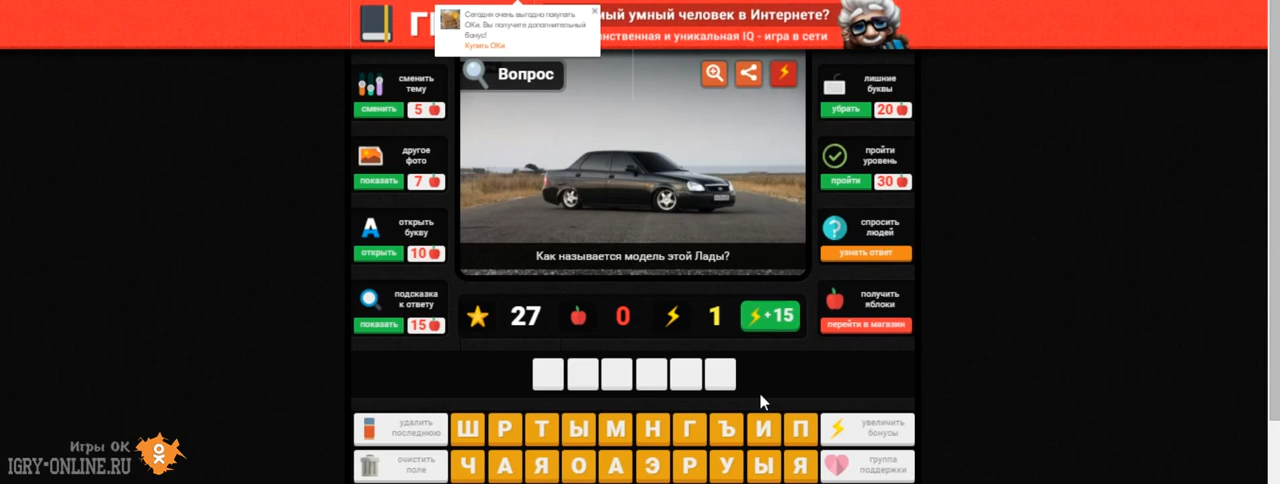 Сегодня очень выгодно покупать
ОКи. Вы получите дополнительный
бонус!
Купить ОКи
мый умный человек в Интернете?
инственная и уникальная IQ - игра в сети
Вопрос
сменить
тему
сменить 5
другое
фото
показать 7
открыть
букву
открыть 10
подсказка
к ответу
показать 15
Как называется модель этой Лады?
27 0 1 +15
лишние
буквы
убрать 20
пройти
уровень
пройти 30
спросить
людей
узнать ответ
получить
яблоки
перейти в магазин
удалить
последнюю
Ш Р Т Ы М Н Г Ъ И П
увеличить
бонусы
очистить
поле
Ч А Я О А Э Р У Ы Я
группа
поддержки
Игры ОК
IGRY-ONLINE.RU